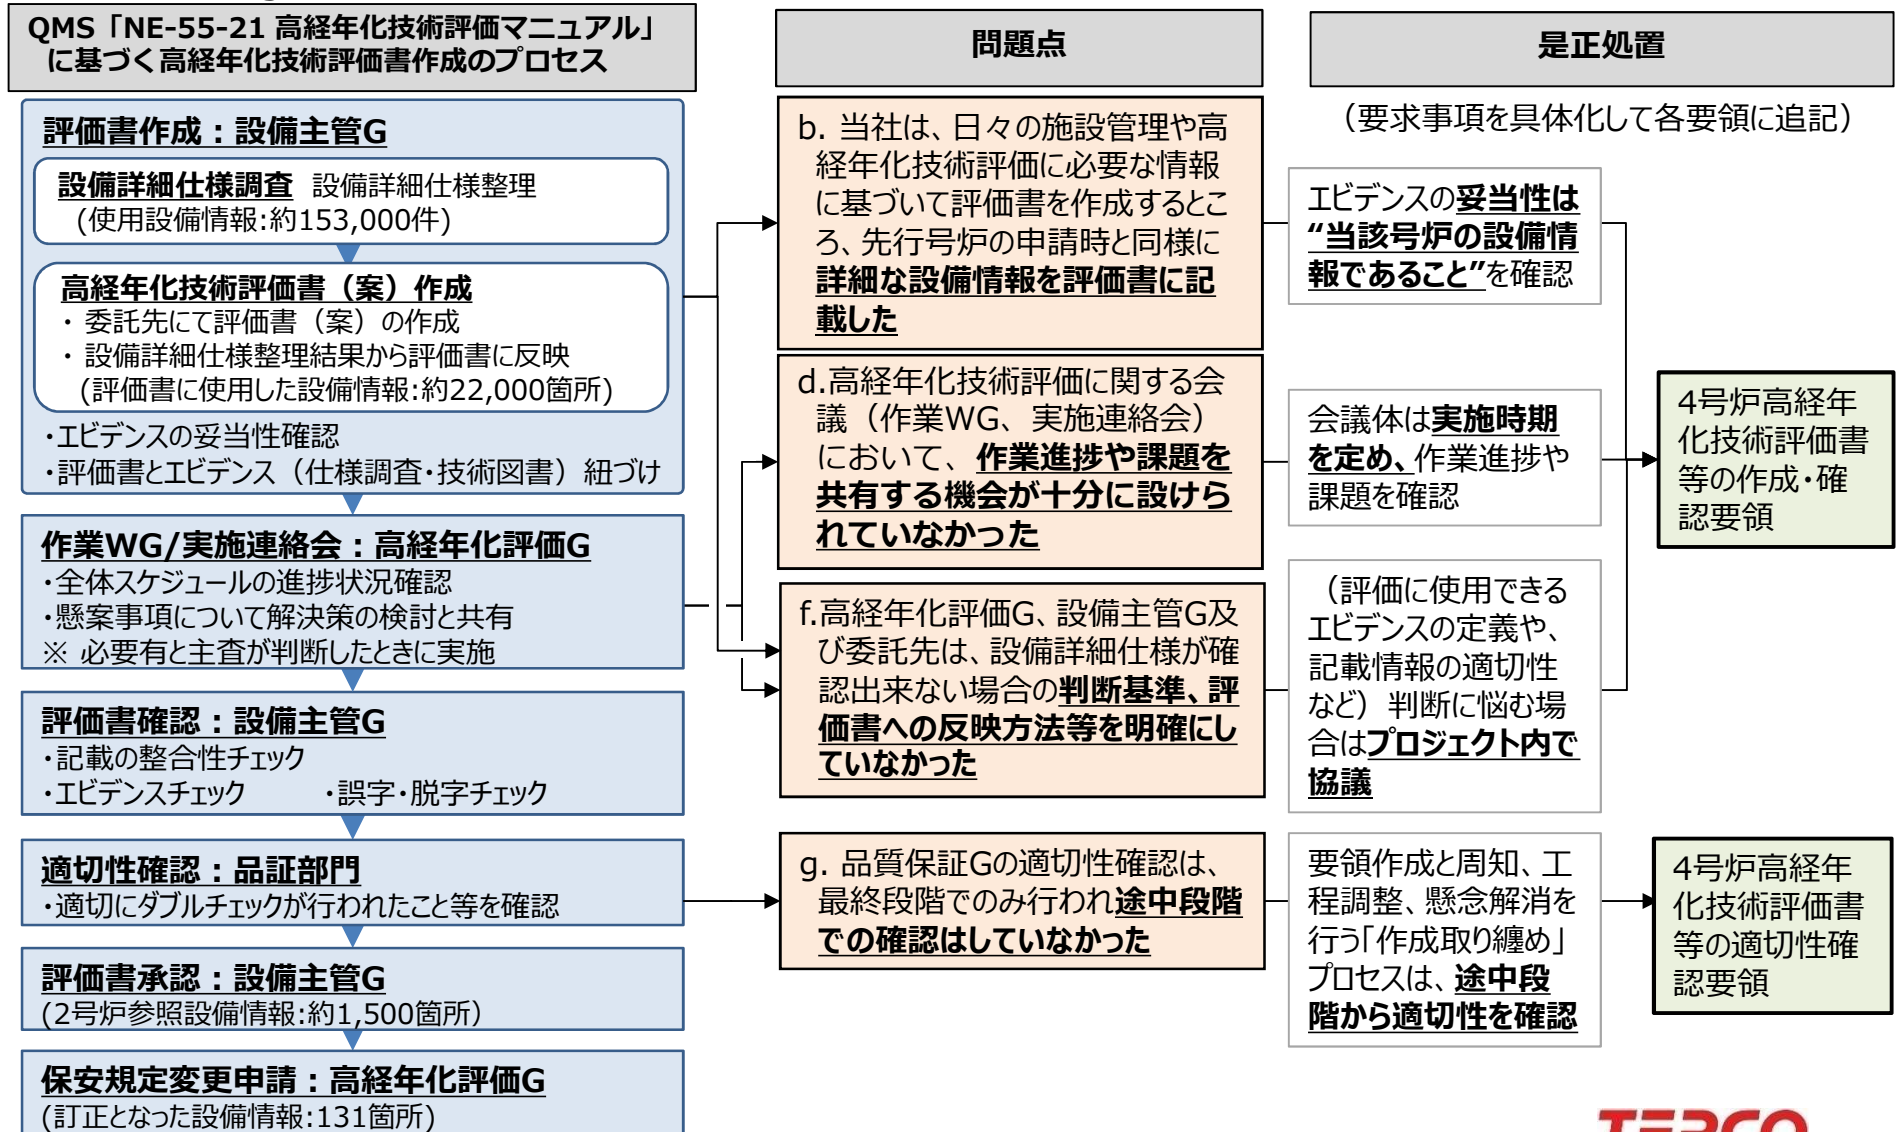 QMS「NE-55-21 高経年化技術評価マニュアル」
に基づく高経年化技術評価書作成のプロセス
評価書作成：設備主管G
設備詳細仕様調査 設備詳細仕様整理
(使用設備情報:約153,000件)
高経年化技術評価書（案）作成
・ 委託先にて評価書（案）の作成
・ 設備詳細仕様整理結果から評価書に反映
(評価書に使用した設備情報:約22,000箇所)
・エビデンスの妥当性確認
・評価書とエビデンス（仕様調査・技術図書）紐づけ
作業WG/実施連絡会：高経年化評価G
・全体スケジュールの進捗状況確認
・懸案事項について解決策の検討と共有
※ 必要有と主査が判断したときに実施
評価書確認：設備主管G
・記載の整合性チェック
・エビデンスチェック ・誤字・脱字チェック
適切性確認：品証部門
・適切にダブルチェックが行われたこと等を確認
評価書承認：設備主管G
(2号炉参照設備情報:約1,500箇所)
保安規定変更申請：高経年化評価G
(訂正となった設備情報:131箇所)
問題点
b. 当社は、日々の施設管理や高
経年化技術評価に必要な情報
に基づいて評価書を作成するとこ
ろ、先行号炉の申請時と同様に
詳細な設備情報を評価書に記
載した
d.高経年化技術評価に関する会
議（作業WG、実施連絡会）
において、作業進捗や課題を
共有する機会が十分に設けら
れていなかった
f.高経年化評価G、設備主管G及
び委託先は、設備詳細仕様が確
認出来ない場合の判断基準、評
価書への反映方法等を明確にし
ていなかった
g. 品質保証Gの適切性確認は、
最終段階でのみ行われ途中段階
での確認はしていなかった
是正処置
（要求事項を具体化して各要領に追記）
エビデンスの妥当性は
“当該号炉の設備情
報であること”を確認
会議体は実施時期
を定め、作業進捗や
課題を確認
（評価に使用できる
エビデンスの定義や、
記載情報の適切性
など）判断に悩む場
合はプロジェクト内で
協議
要領作成と周知、工
程調整、懸念解消を
行う「作成取り纏め」
プロセスは、途中段
階から適切性を確認
4号炉高経年
化技術評価書
等の作成・確
認要領
4号炉高経年
化技術評価書
等の適切性確
認要領
TEPCO